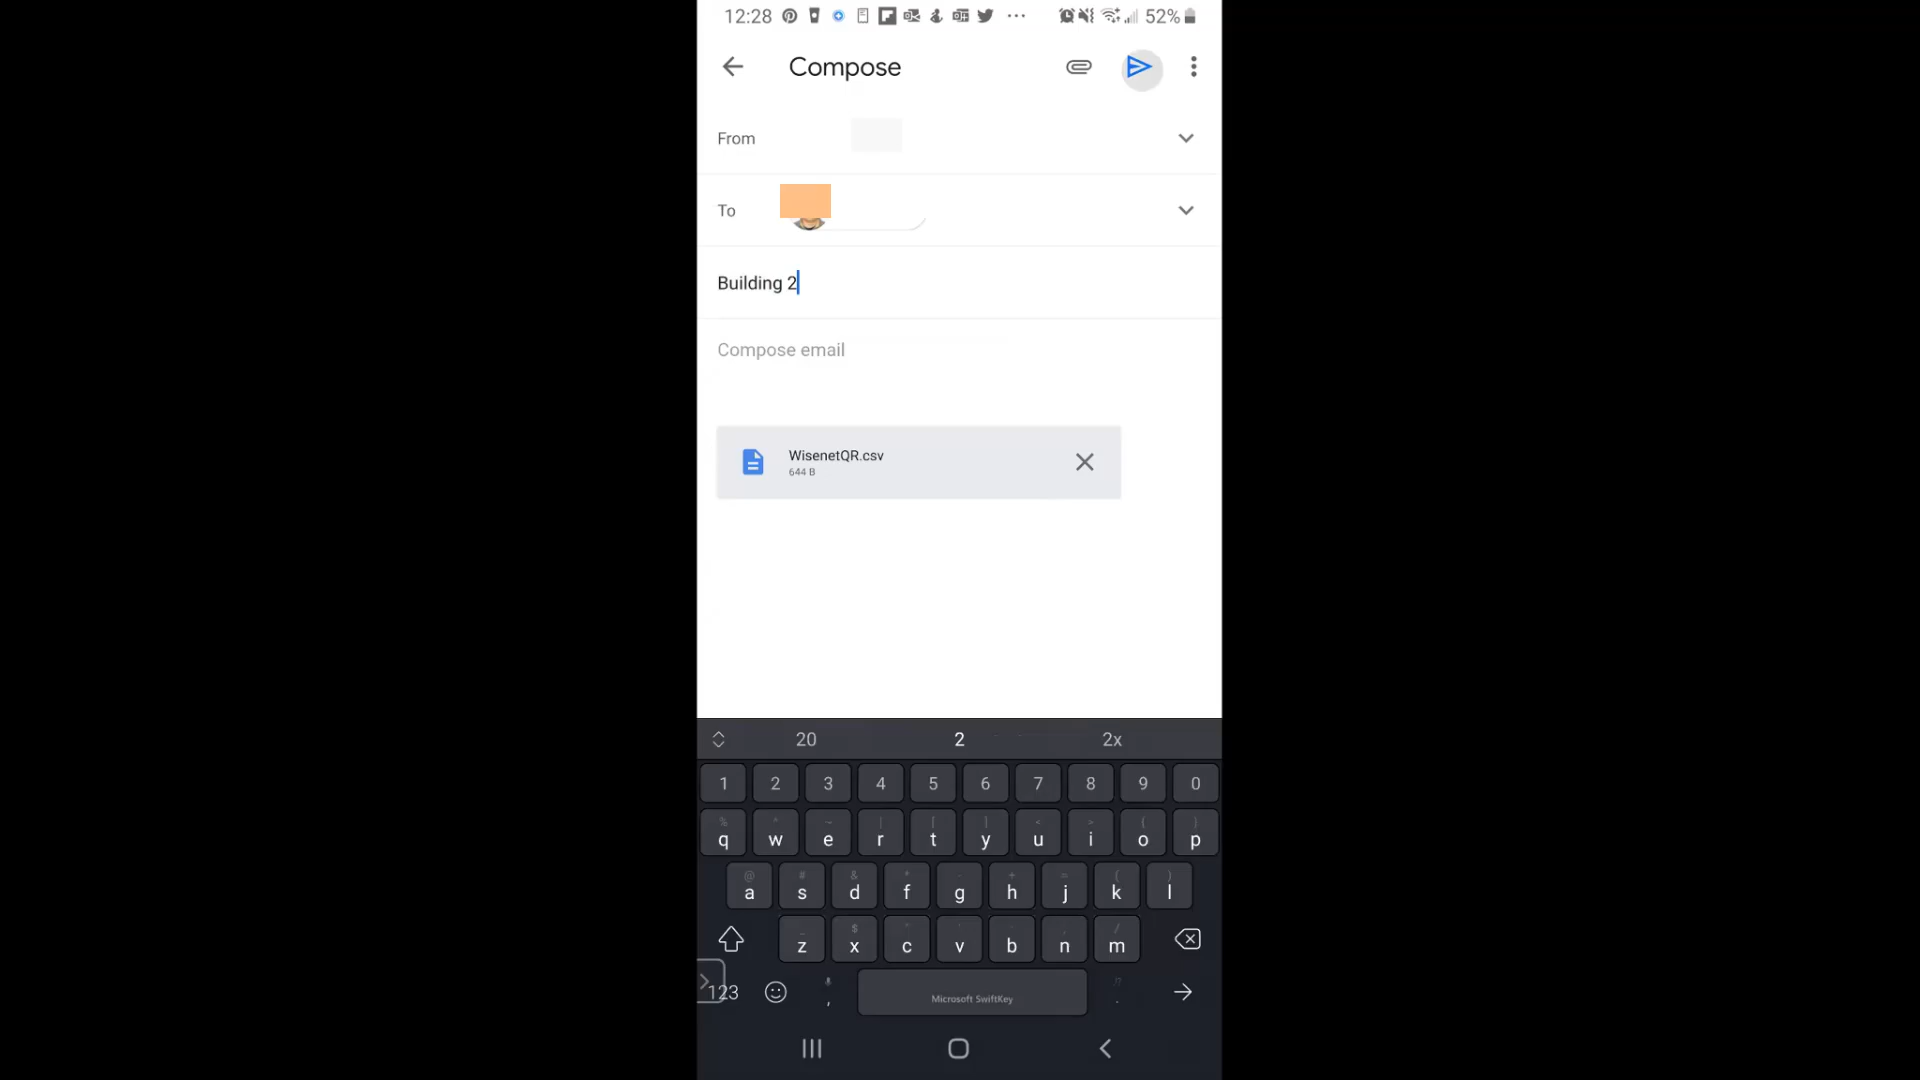 12:28 52%
Compose
From
To
Building 2
Compose email
WisenetQR.csv
644 B
20 2 2x
1 2 3 4 5 6 7 8 9 0
q w e r t y u i o p
a s d f g h j k l
z x c v b n m
123 , Microsoft SwiftKey .